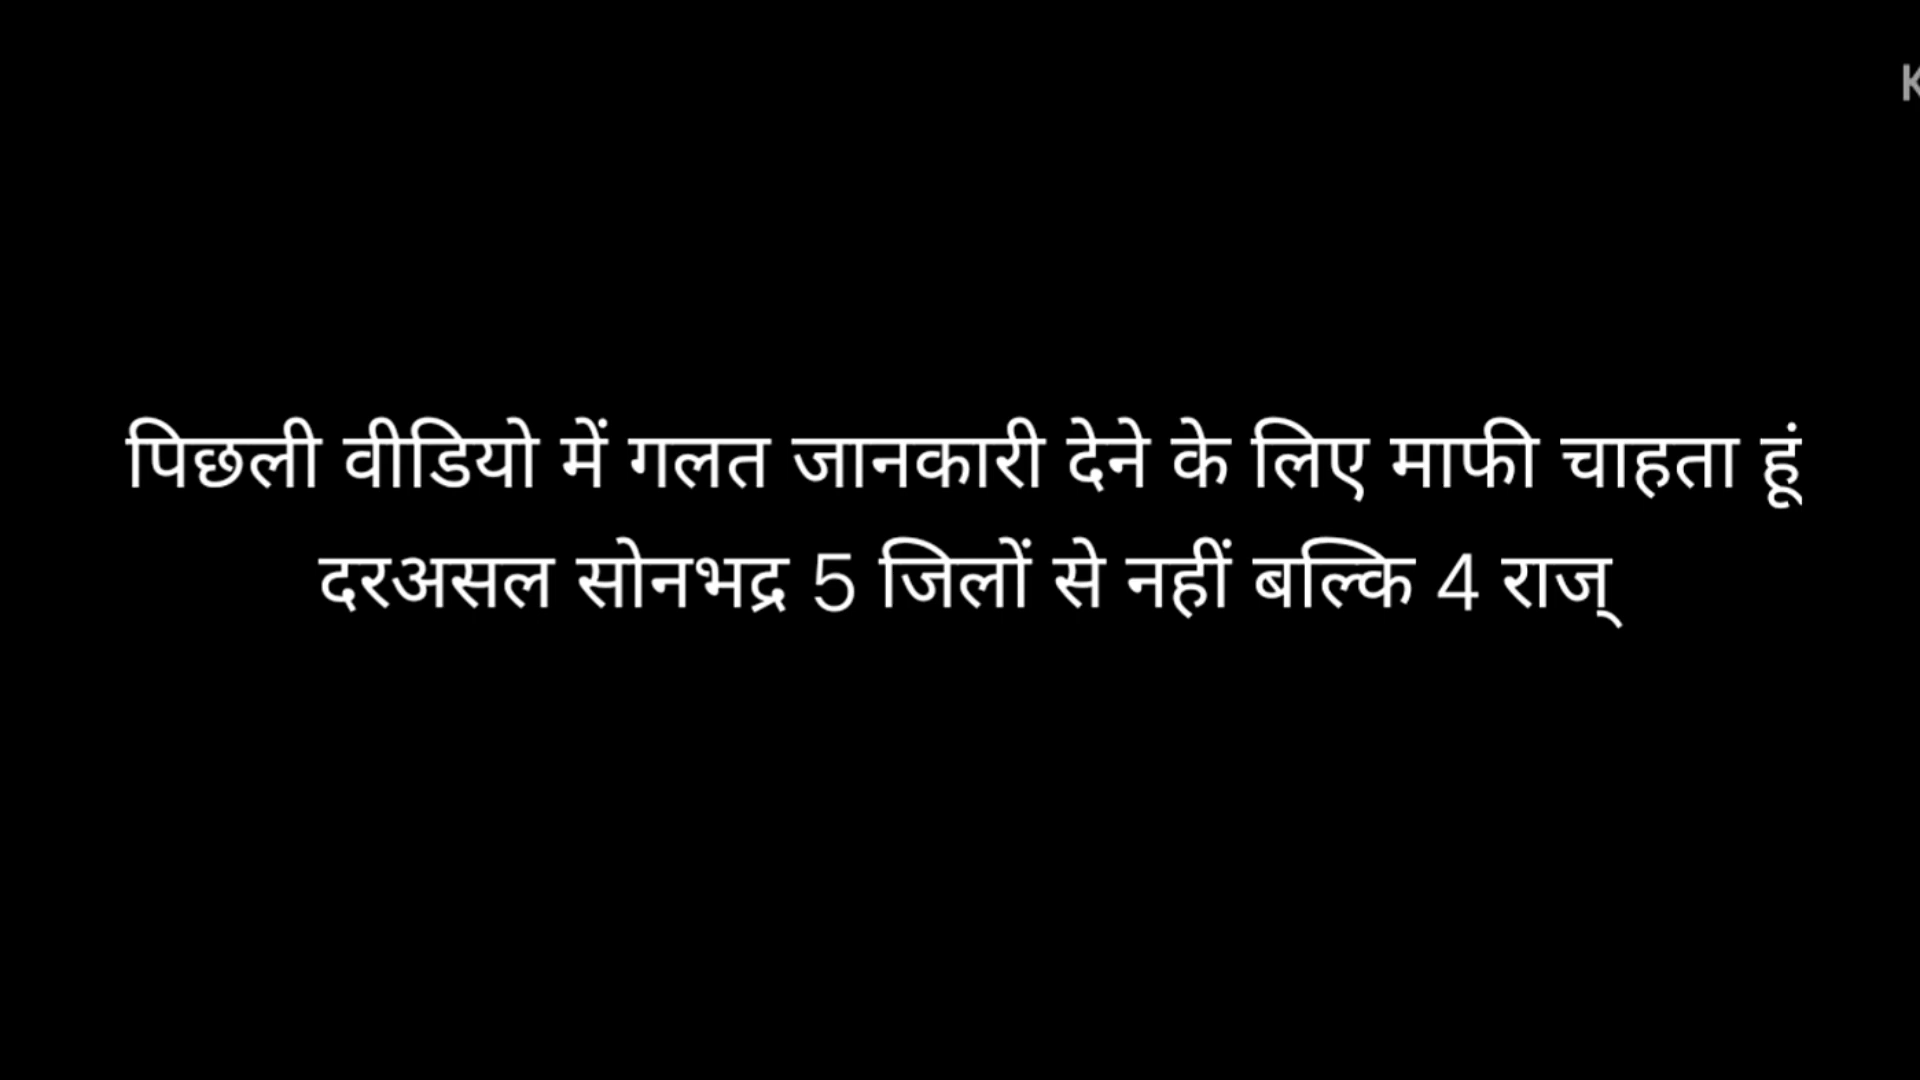 पिछली वीडियो में गलत जानकारी देने के लिए माफी चाहता हूं
दरअसल सोनभद्र 5 जिलों से नहीं बल्कि 4 राज्